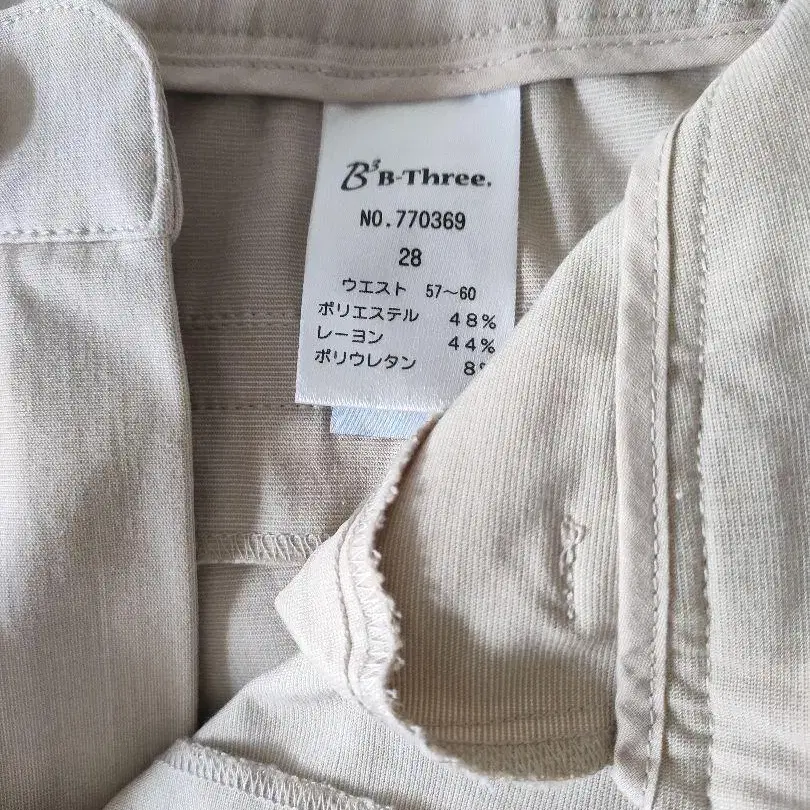 B³ B-Three.
NO.770369
28
ウエスト 57～60
ポリエステル 48%
レーヨン 44%
ポリウレタン 8%